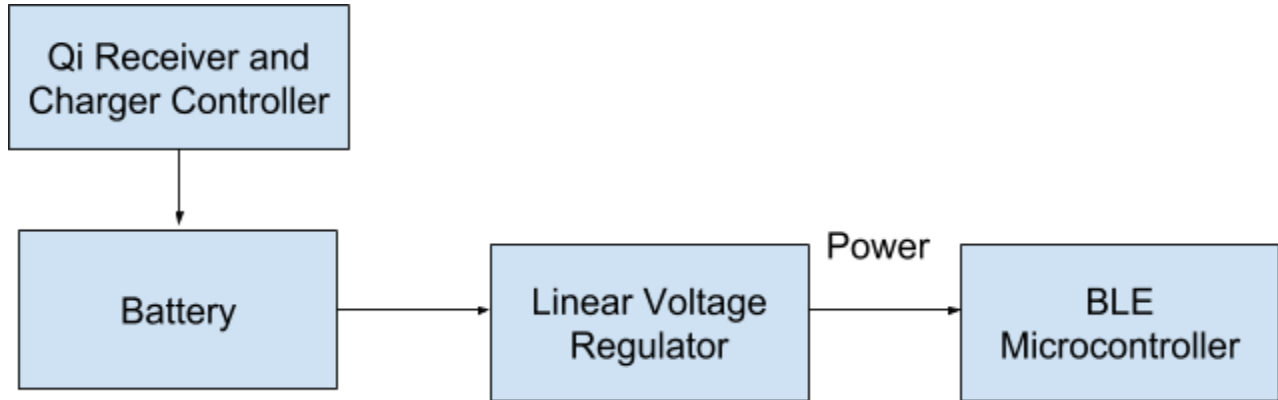 Qi Receiver and
Charger Controller
Battery
Linear Voltage
Regulator
Power
BLE
Microcontroller